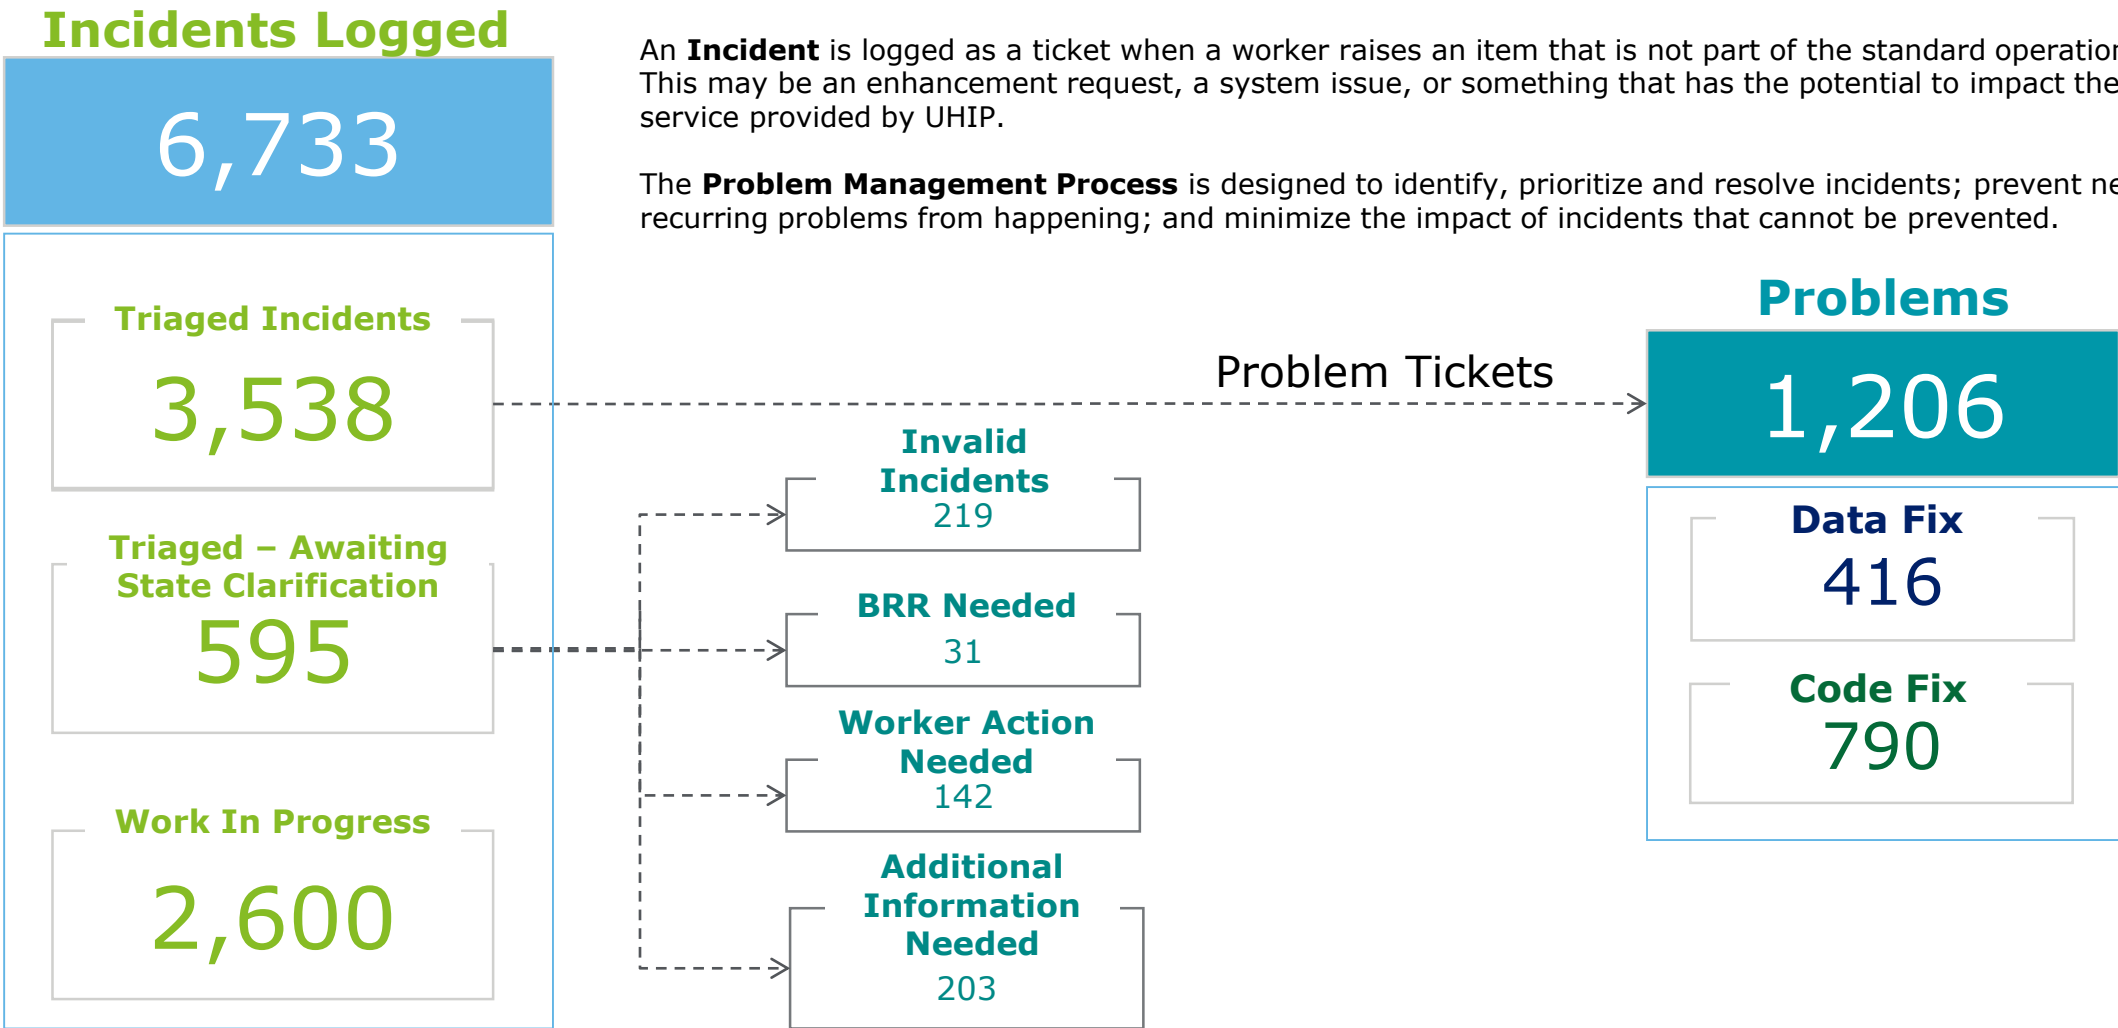 Incidents Logged
6,733
An Incident is logged as a ticket when a worker raises an item that is not part of the standard
This may be an enhancement request, a system issue, or something that has the potential to impact the
service provided by UHIP.
The Problem Management Process is designed to identify, prioritize and resolve incidents; prevent
recurring problems from happening; and minimize the impact of incidents that cannot be prevented.
Triaged Incidents
3,538
Problem Tickets
Problems
1,206
Triaged – Awaiting
State Clarification
595
Invalid
Incidents
219
BRR Needed
31
Worker Action
Needed
142
Additional
Information
Needed
203
Data Fix
416
Code Fix
790
Work In Progress
2,600